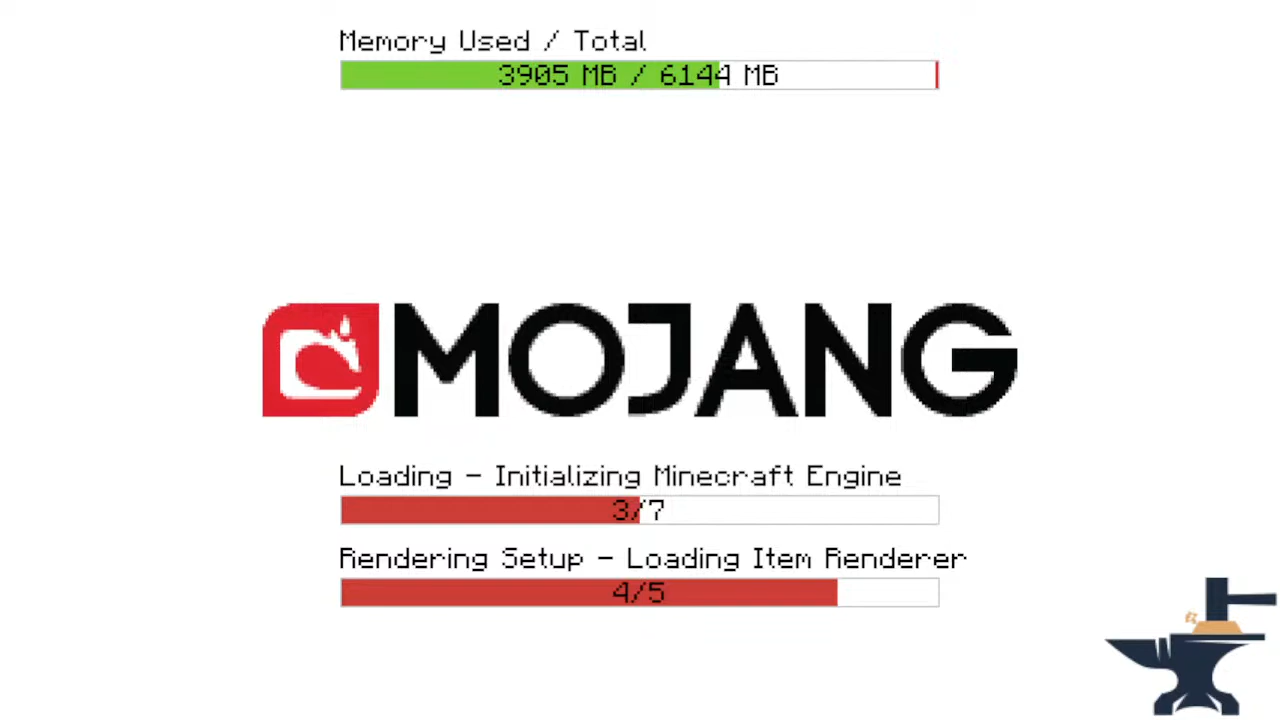 Memory Used / Total
3905 MB / 6144 MB
MOJANG
Loading - Initializing Minecraft Engine
3/7
Rendering Setup - Loading Item Renderer
4/5